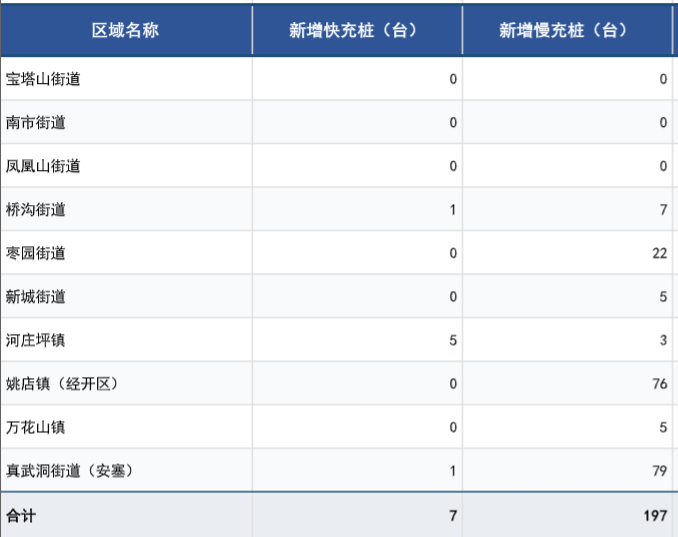 区域名称 新增快充桩（台） 新增慢充桩（台）
宝塔山街道 0 0
南市街道 0 0
凤凰山街道 0 0
桥沟街道 1 7
枣园街道 0 22
新城街道 0 5
河庄坪镇 5 3
姚店镇（经开区） 0 76
万花山镇 0 5
真武洞街道（安塞） 1 79
合计 7 197